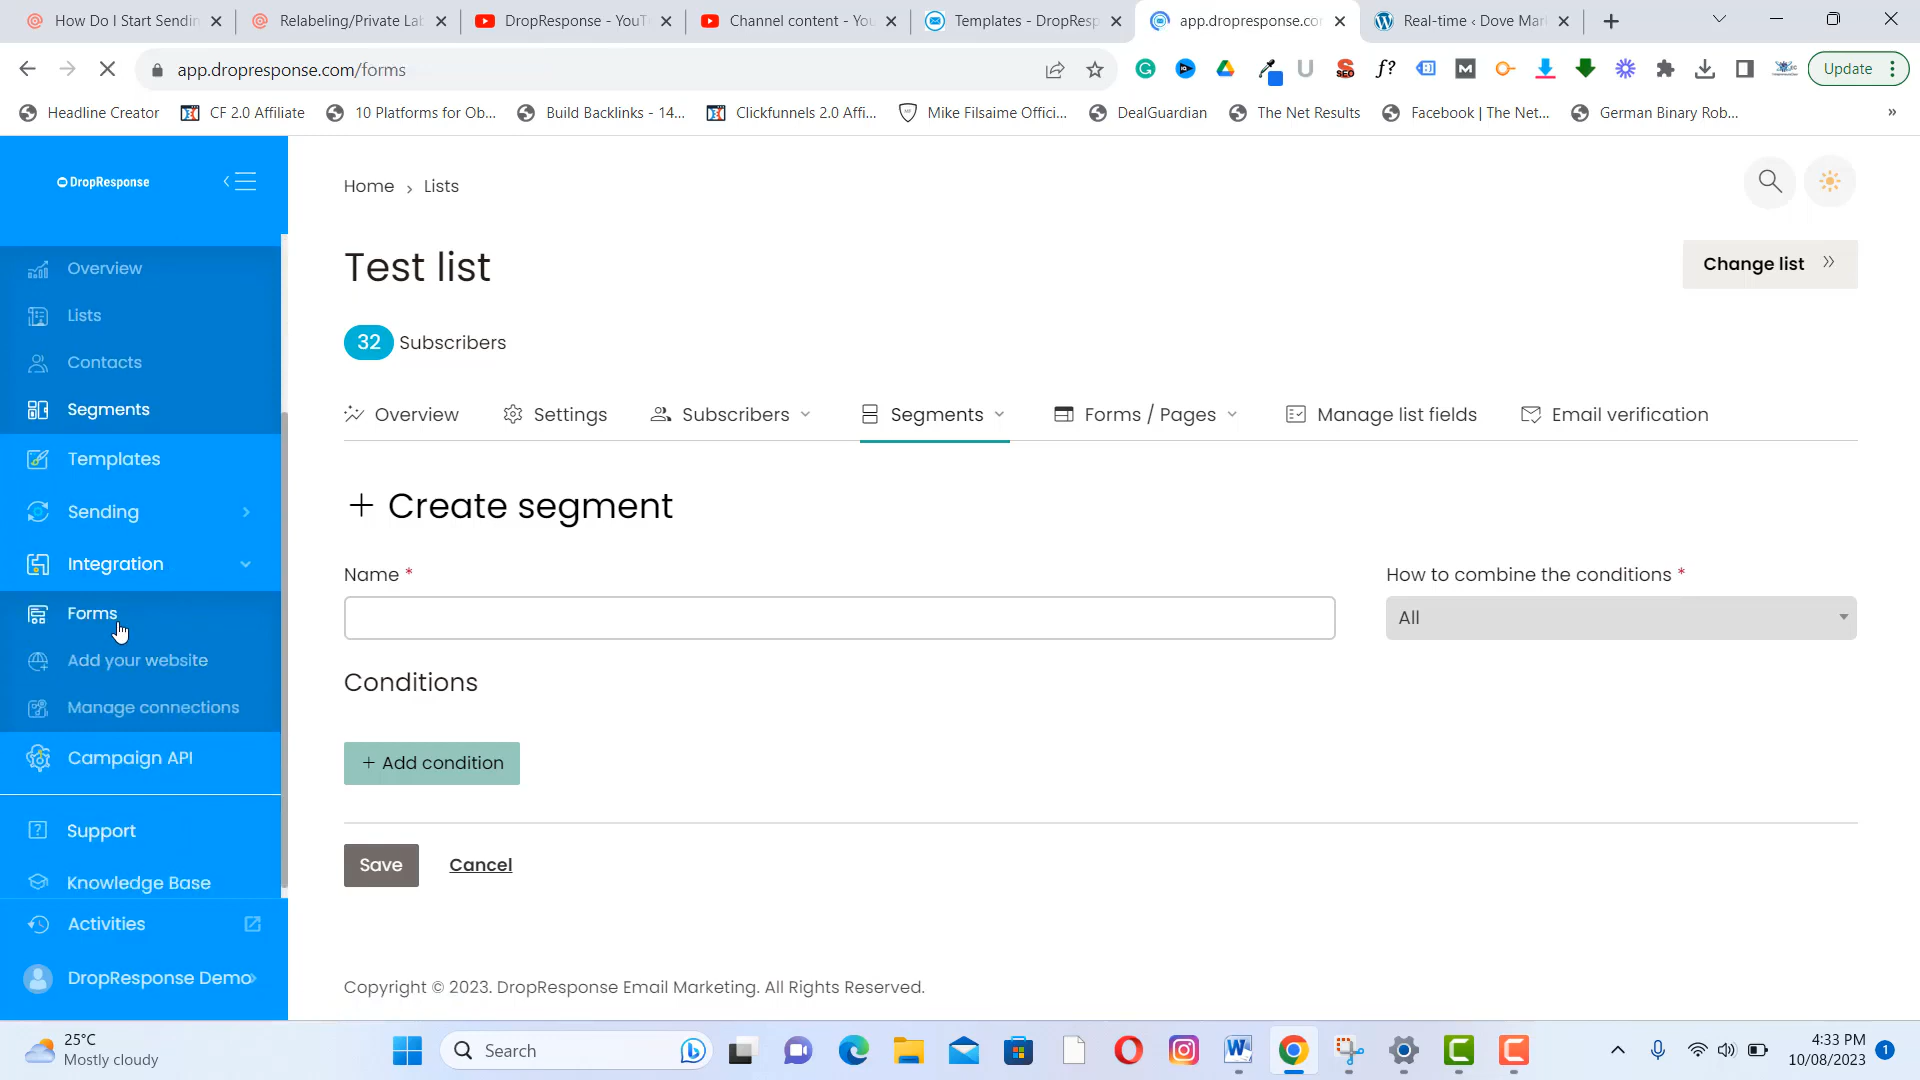 How Do I Start Sendin
Relabeling/Private Lab
DropResponse - YouT
Channel content - You
Templates - DropResp
app.dropresponse.co
Real-time ‹ Dove Mar
app.dropresponse.com/forms
Update
Headline Creator
CF 2.0 Affiliate
10 Platforms for Ob...
Build Backlinks - 14...
Clickfunnels 2.0 Affi...
Mike Filsaime Offici...
DealGuardian
The Net Results
Facebook | The Net...
German Binary Rob...
»
DropResponse
Overview
Lists
Contacts
Segments
Templates
Sending
Integration
Forms
Add your website
Manage connections
Campaign API
Support
Knowledge Base
Activities
DropResponse Demo
Home › Lists
Test list
Change list »
32 Subscribers
Overview
Settings
Subscribers
Segments
Forms / Pages
Manage list fields
Email verification
+ Create segment
Name *
How to combine the conditions *
All
Conditions
+ Add condition
Save
Cancel
Copyright © 2023. DropResponse Email Marketing. All Rights Reserved.
25°C
Mostly cloudy
Search
4:33 PM
10/08/2023
1